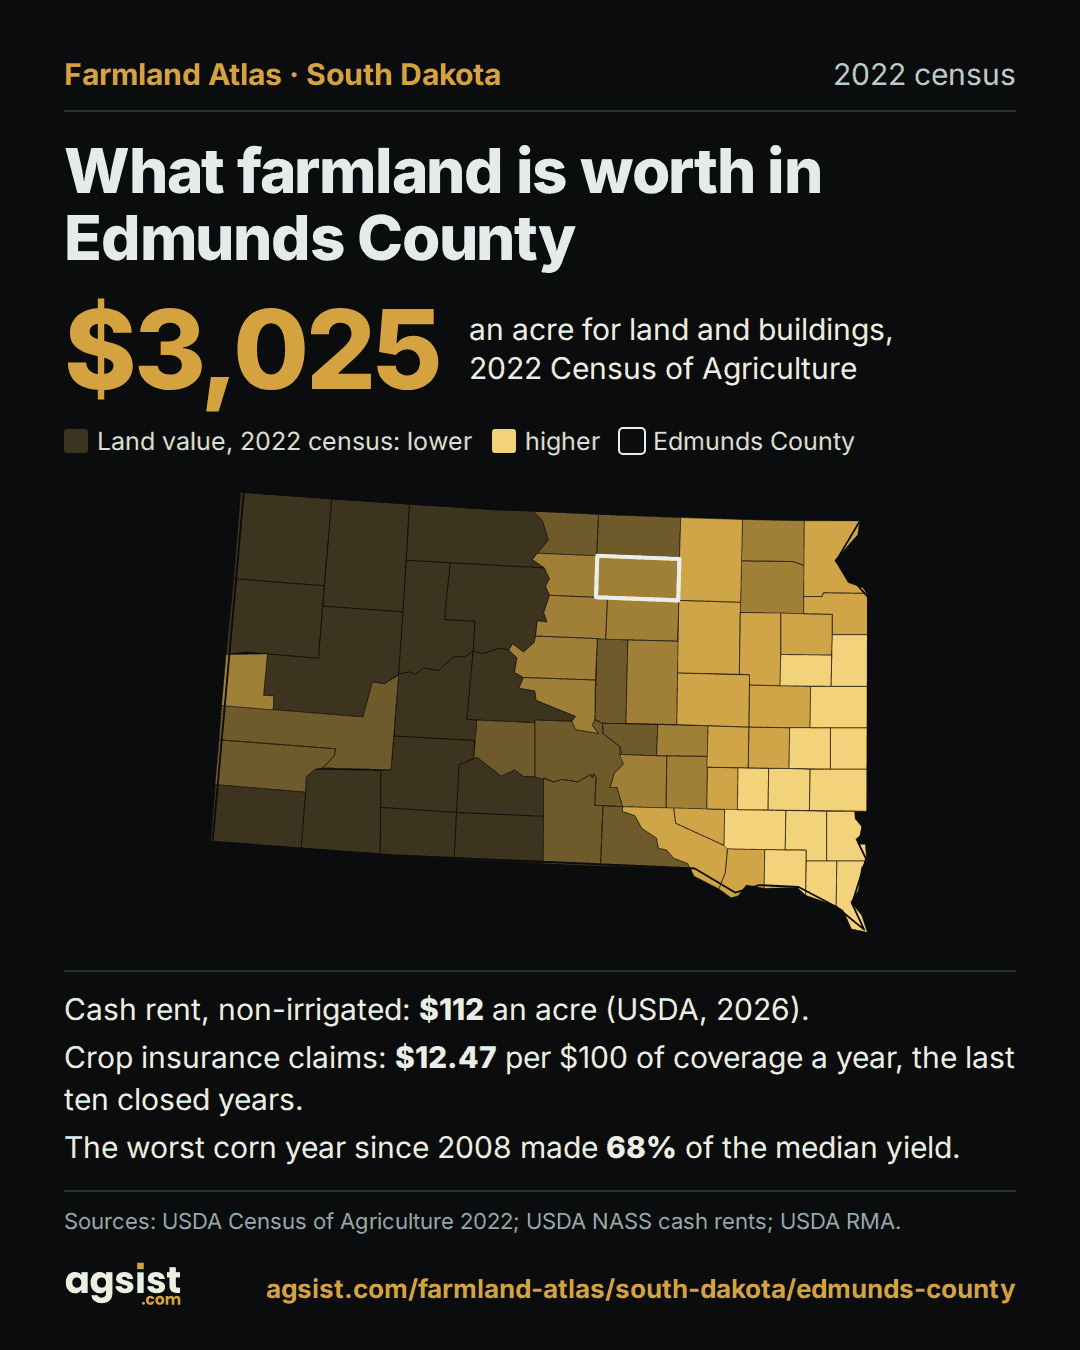 Farmland Atlas · South Dakota
2022 census
What farmland is worth in
Edmunds County
$3,025
an acre for land and buildings,
2022 Census of Agriculture
Land value, 2022 census: lower
higher
Edmunds County
Cash rent, non-irrigated: $112 an acre (USDA, 2026).
Crop insurance claims: $12.47 per $100 of coverage a year, the last
ten closed years.
The worst corn year since 2008 made 68% of the median yield.
Sources: USDA Census of Agriculture 2022; USDA NASS cash rents; USDA RMA.
agsist
.com
agsist.com/farmland-atlas/south-dakota/edmunds-county